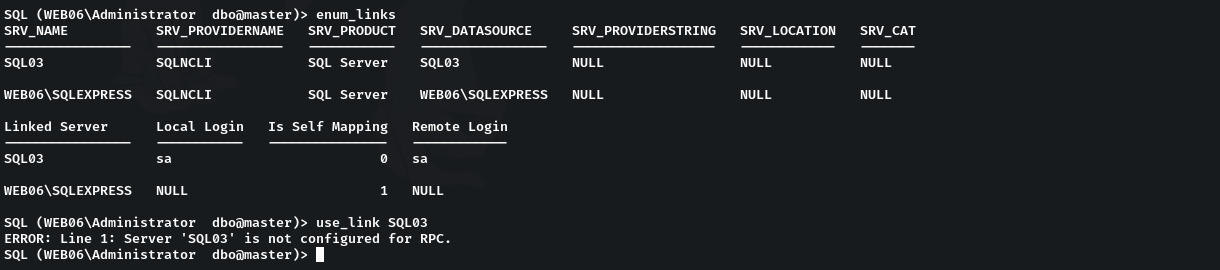 SQL (WEB06\Administrator  dbo@master)> enum_links
SRV_NAME   SRV_PROVIDERNAME   SRV_PRODUCT   SRV_DATASOURCE   SRV_PROVIDERSTRING   SRV_LOCATION   SRV_CAT
SQL03   SQLNCLI   SQL Server   SQL03   NULL   NULL   NULL
WEB06\SQLEXPRESS   SQLNCLI   SQL Server   WEB06\SQLEXPRESS   NULL   NULL   NULL
Linked Server   Local Login   Is Self Mapping   Remote Login
SQL03   sa   0   sa
WEB06\SQLEXPRESS   NULL   1   NULL
SQL (WEB06\Administrator  dbo@master)> use_link SQL03
ERROR: Line 1: Server 'SQL03' is not configured for RPC.
SQL (WEB06\Administrator  dbo@master)>